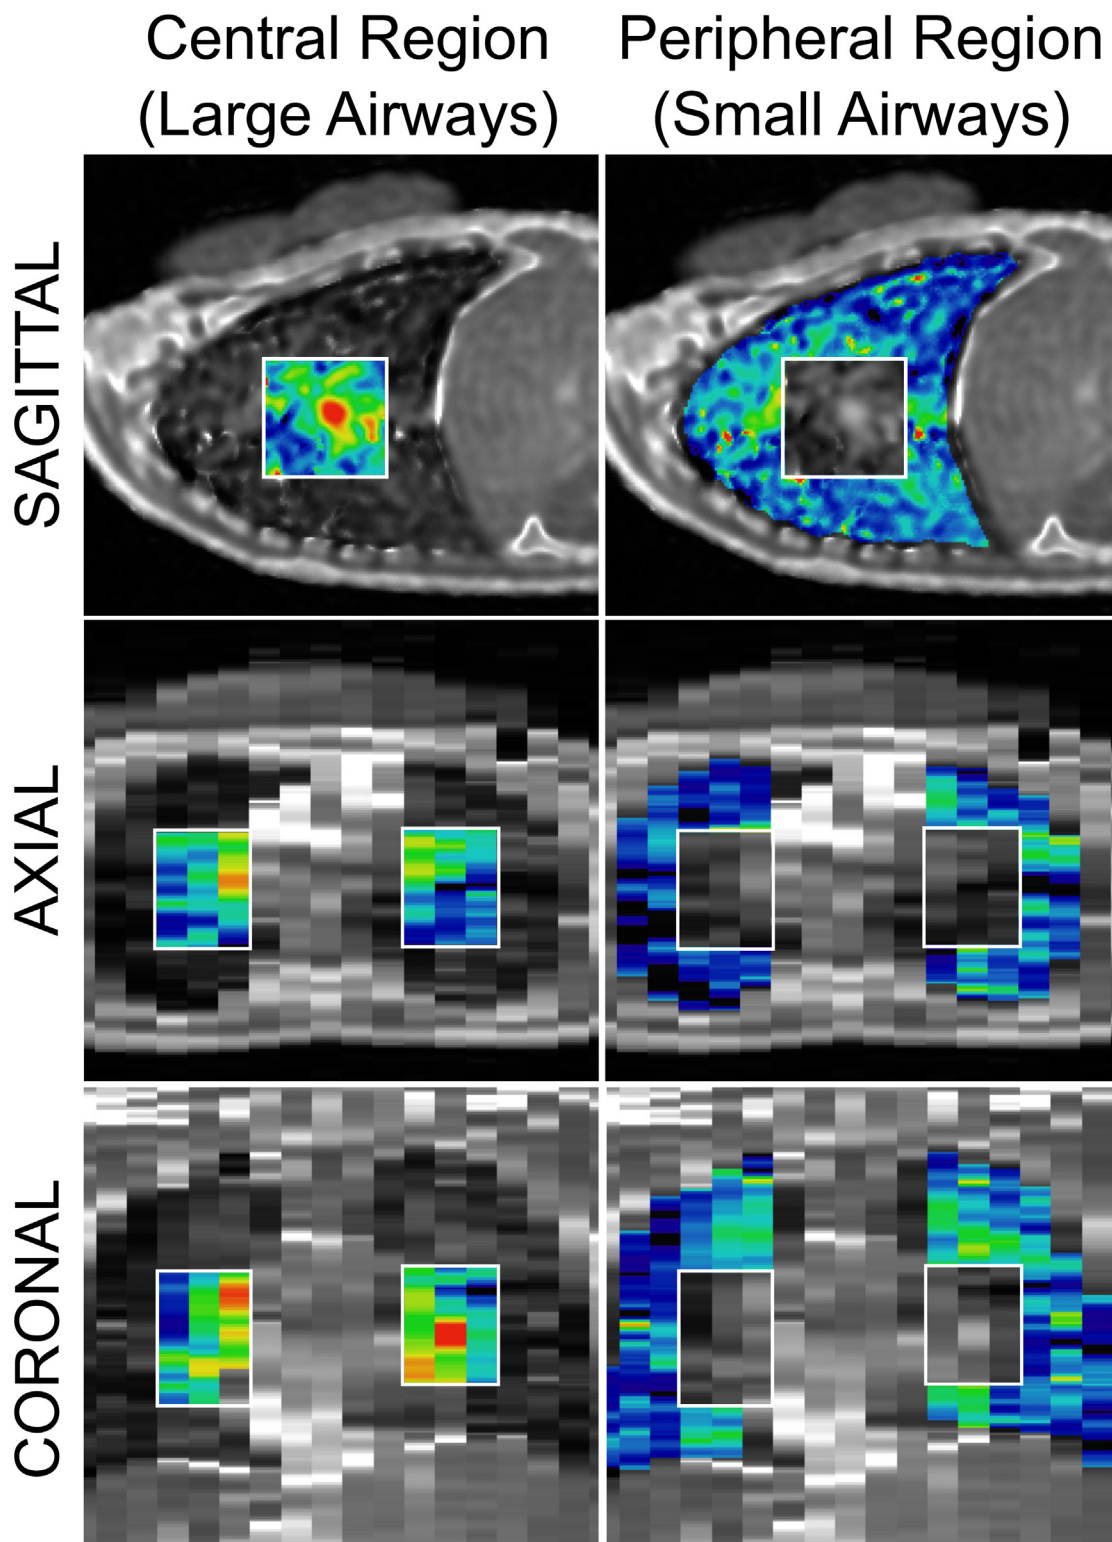 Central Region
(Large Airways)
Peripheral Region
(Small Airways)
SAGITTAL
AXIAL
CORONAL